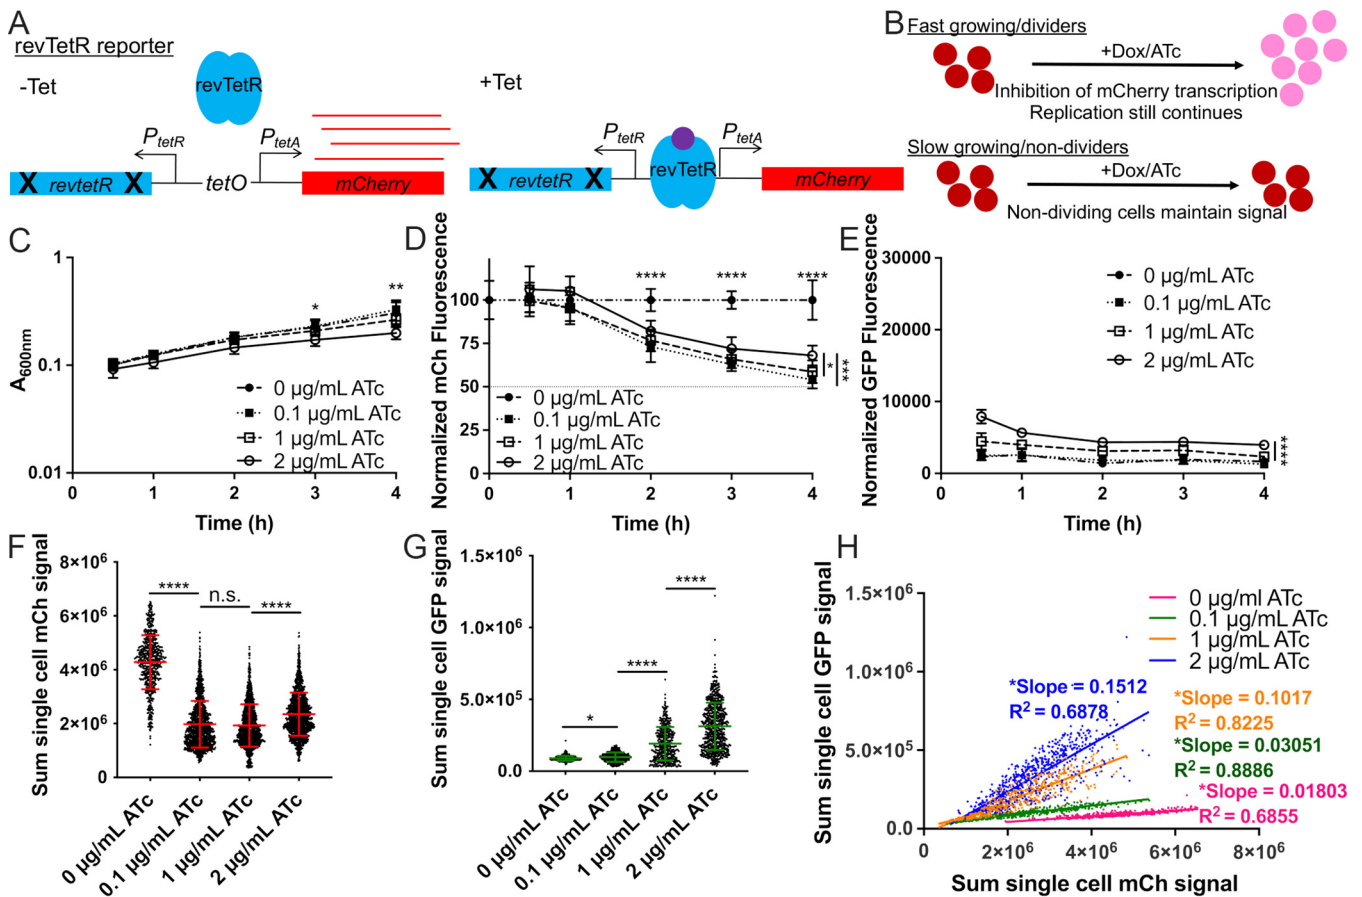 A
revTetR reporter
-Tet
revTetR
PtetR
PtetA
X revtetR X
tetO
mCherry
+Tet
PtetR
revTetR
PtetA
X revtetR X
mCherry
B
Fast growing/dividers
+Dox/ATc
Inhibition of mCherry transcription
Replication still continues
Slow growing/non-dividers
+Dox/ATc
Non-dividing cells maintain signal
C
A600nm
1
0.1
0.01
*
**
0 µg/mL ATc
0.1 µg/mL ATc
1 µg/mL ATc
2 µg/mL ATc
0 1 2 3 4
Time (h)
D
Normalized mCh Fluorescence
100
75
50
25
0
**** **** ****
*
***
0 µg/mL ATc
0.1 µg/mL ATc
1 µg/mL ATc
2 µg/mL ATc
0 1 2 3 4
Time (h)
E
Normalized GFP Fluorescence
30000
20000
10000
0
0 µg/mL ATc
0.1 µg/mL ATc
1 µg/mL ATc
2 µg/mL ATc
****
0 1 2 3 4
Time (h)
F
Sum single cell mCh signal
8×10⁶
6×10⁶
4×10⁶
2×10⁶
0
**** n.s. ****
0 µg/mL ATc
0.1 µg/mL ATc
1 µg/mL ATc
2 µg/mL ATc
G
Sum single cell GFP signal
1.5×10⁶
1.0×10⁶
5.0×10⁵
0.0
* **** ****
0 µg/mL ATc
0.1 µg/mL ATc
1 µg/mL ATc
2 µg/mL ATc
H
Sum single cell GFP signal
1.5×10⁶
1.0×10⁶
5.0×10⁵
0.0
0 µg/ml ATc
0.1 µg/mL ATc
1 µg/mL ATc
2 µg/mL ATc
*Slope = 0.1512
R² = 0.6878
*Slope = 0.1017
R² = 0.8225
*Slope = 0.03051
R² = 0.8886
*Slope = 0.01803
R² = 0.6855
0 2×10⁶ 4×10⁶ 6×10⁶ 8×10⁶
Sum single cell mCh signal